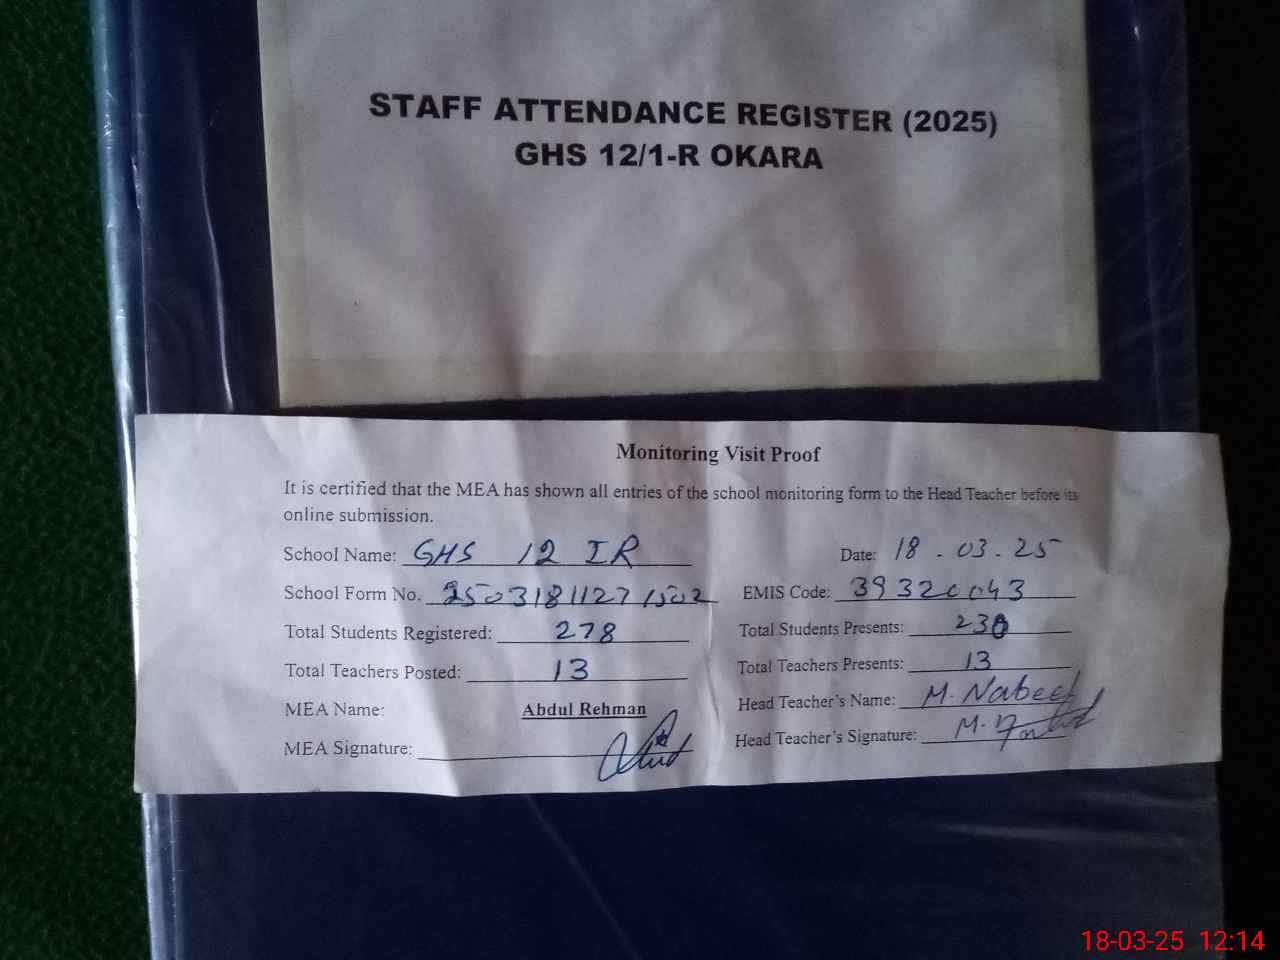 STAFF ATTENDANCE REGISTER (2025)
GHS 12/1-R OKARA
Monitoring Visit Proof
It is certified that the MEA has shown all entries of the school monitoring form to the Head Teacher before its
online submission.
School Name: GHS 12 1R Date: 18-03-25
School Form No. 25031811271502 EMIS Code: 39320043
Total Students Registered: 278 Total Students Presents: 230
Total Teachers Posted: 13 Total Teachers Presents: 13
MEA Name: Abdul Rehman Head Teacher's Name: M. Nabeel
MEA Signature: Head Teacher's Signature: M.
18-03-25 12:14